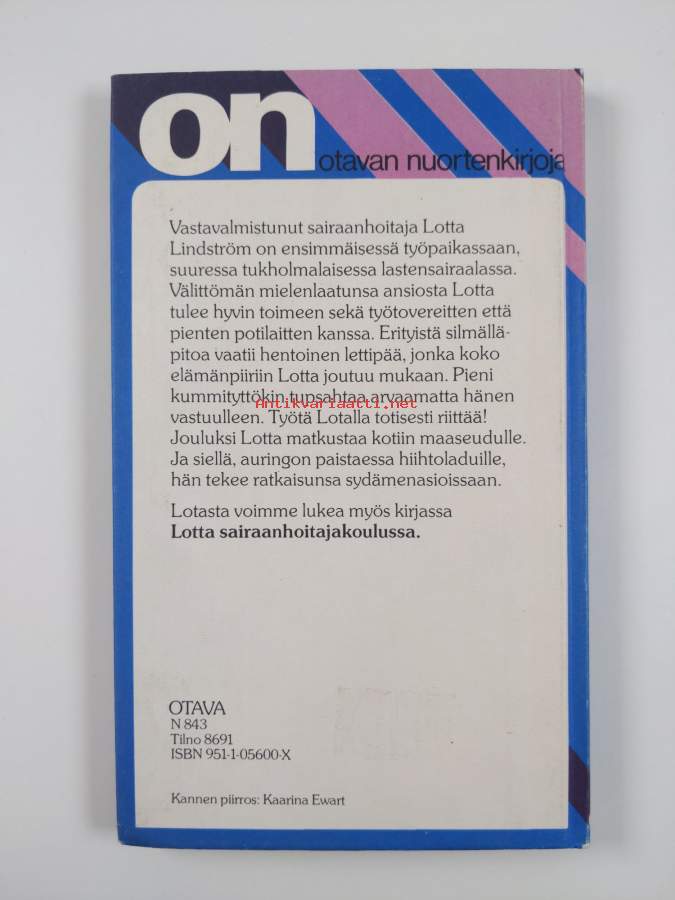 on
otavan nuortenkirjoja
Vastavalmistunut sairaanhoitaja Lotta
Lindström on ensimmäisessä työpaikassaan,
suuressa tukholmalaisessa lastensairaalassa.
Välittömän mielenlaatunsa ansiosta Lotta
tulee hyvin toimeen sekä työtovereitten että
pienten potilaitten kanssa. Erityistä silmällä-
pitoa vaatii hentoinen lettipää, jonka koko
elämänpiiriin Lotta joutuu mukaan. Pieni
kummityttökin tupsahtaa arvaamatta hänen
Antikvariaatti.net
vastuulleen. Työtä Lotalla totisesti riittää!
Jouluksi Lotta matkustaa kotiin maaseudulle.
Ja siellä, auringon paistaessa hiihtoladuille,
hän tekee ratkaisunsa sydämenasioissaan.
Lotasta voimme lukea myös kirjassa
Lotta sairaanhoitajakoulussa.
OTAVA
N 843
Tilno 8691
ISBN 951-1-05600-X
Kannen piirros: Kaarina Ewart